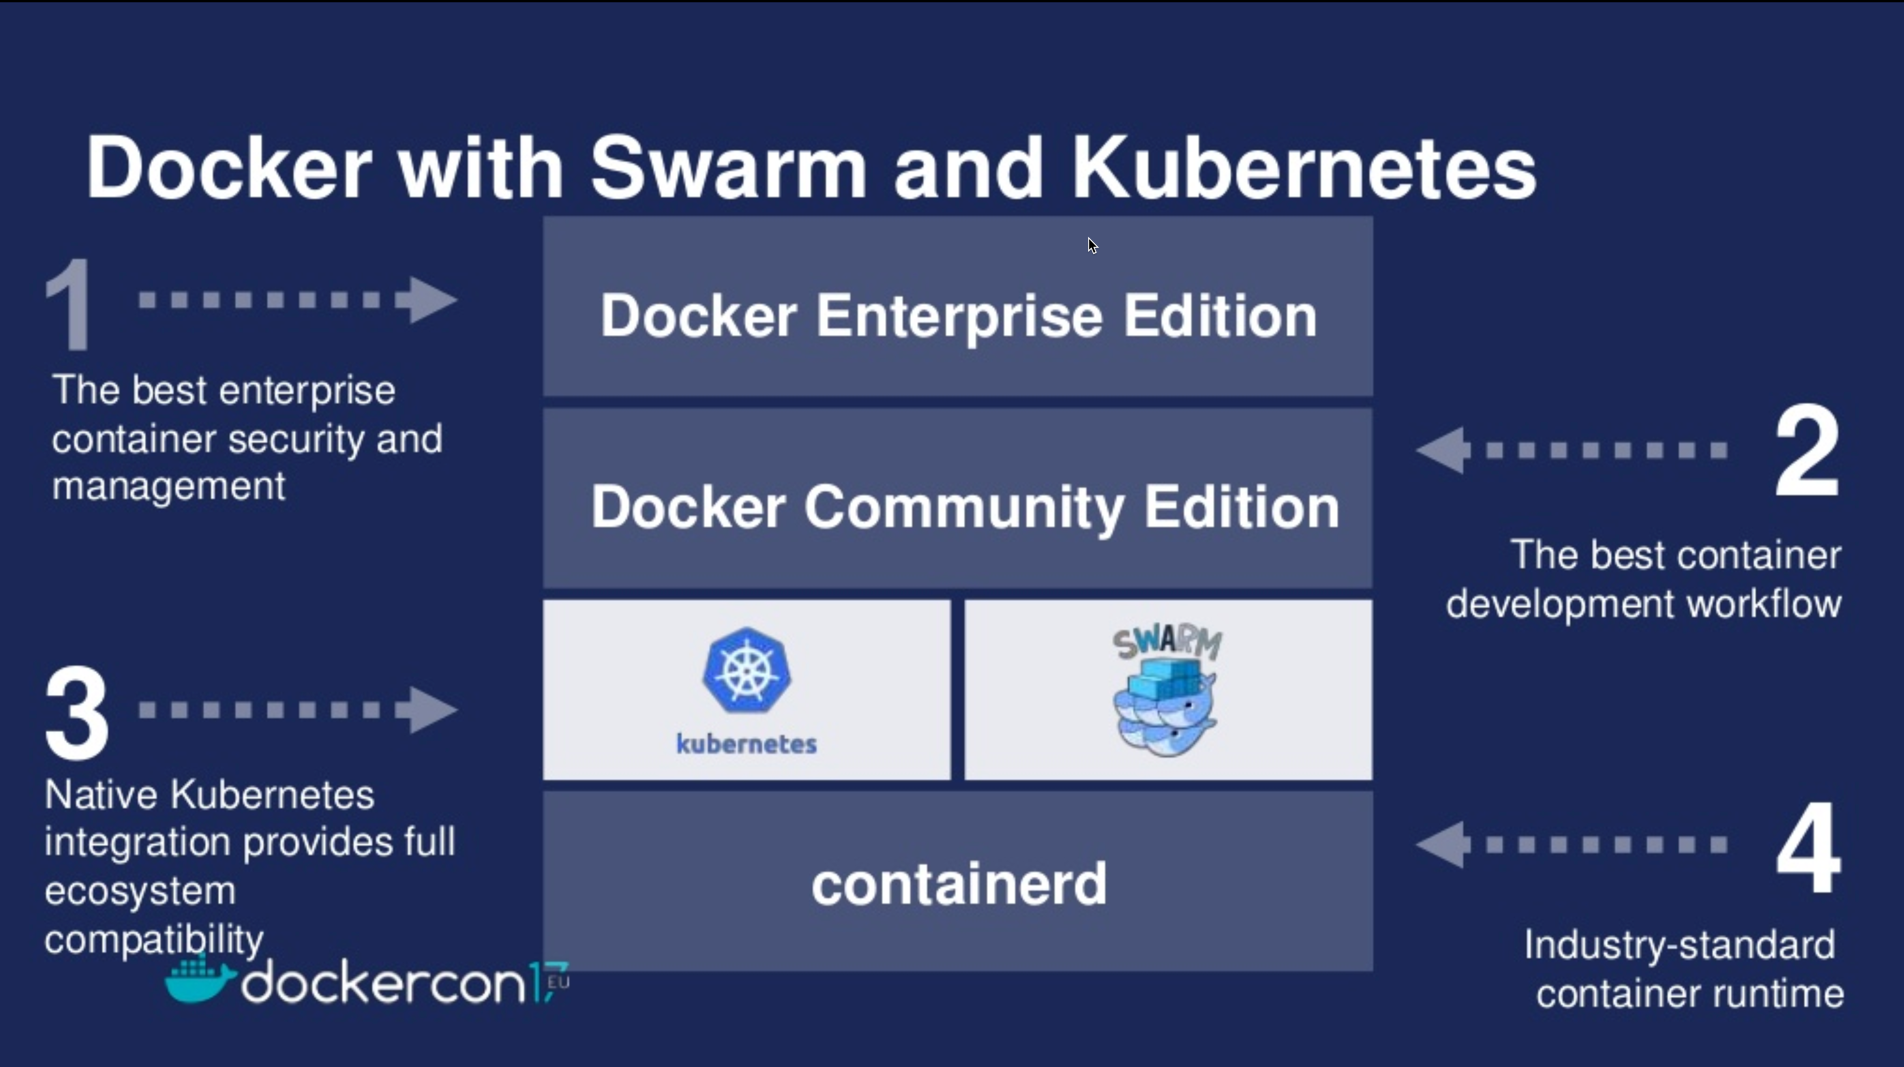 Docker with Swarm and Kubernetes
1
The best enterprise
container security and
management
Docker Enterprise Edition
2
The best container
development workflow
Docker Community Edition
3
Native Kubernetes
integration provides full
ecosystem
compatibility
kubernetes
SWARM
4
Industry-standard
container runtime
containerd
dockercon17 EU